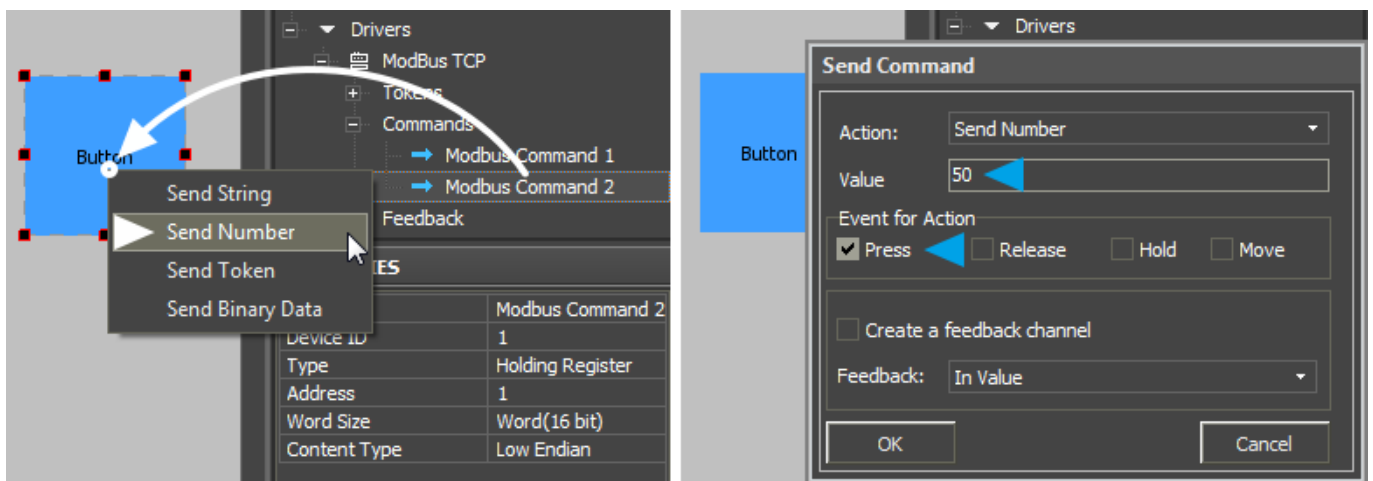 Drivers
ModBus TCP
Tokens
Commands
Modbus Command 1
Modbus Command 2
Feedback
Button
Send String
Send Number
Send Token
Send Binary Data
IES
Modbus Command 2
Device ID 1
Type Holding Register
Address 1
Word Size Word(16 bit)
Content Type Low Endian
Drivers
Button
Send Command
Action: Send Number
Value 50
Event for Action
Press Release Hold Move
Create a feedback channel
Feedback: In Value
OK Cancel